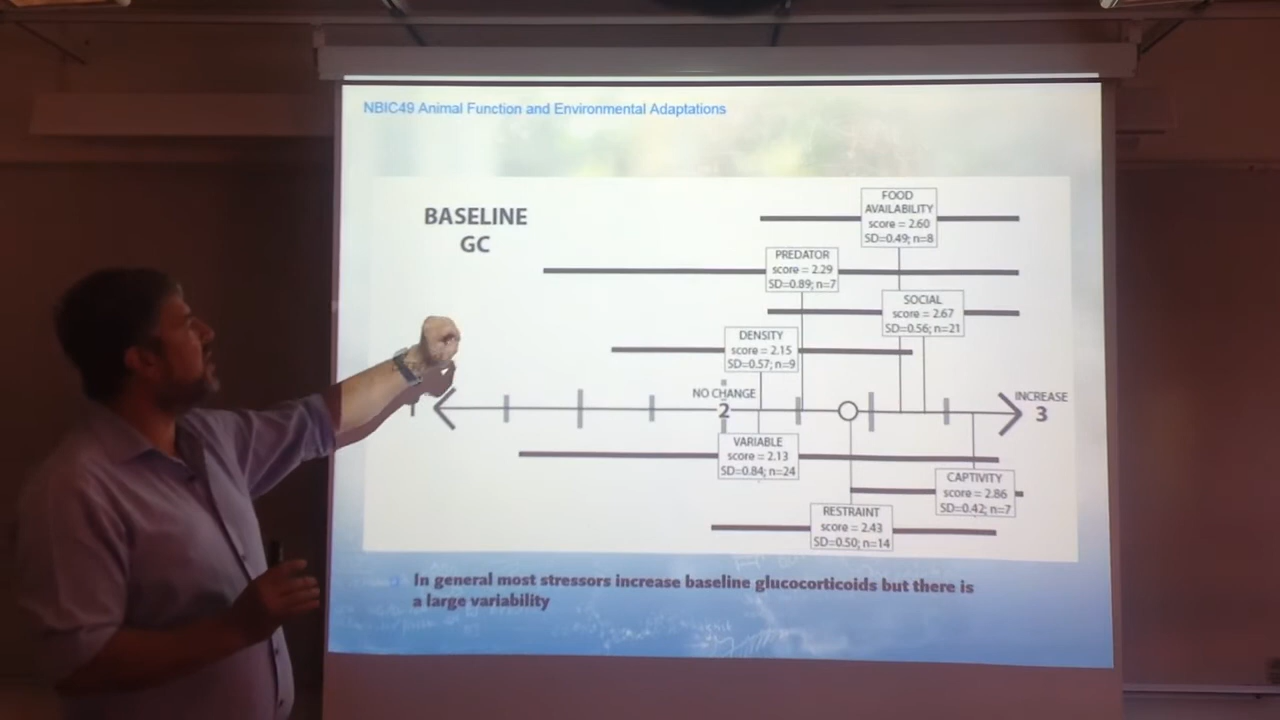 NBIC49 Animal Function and Environmental Adaptations
BASELINE
GC
FOOD
AVAILABILITY
score = 2.60
SD=0.49; n=8
PREDATOR
score = 2.29
SD=0.89; n=7
SOCIAL
score = 2.67
SD=0.56; n=21
DENSITY
score = 2.15
SD=0.57; n=9
NO CHANGE
2
INCREASE
3
VARIABLE
score = 2.13
SD=0.84; n=24
CAPTIVITY
score = 2.86
SD=0.42; n=7
RESTRAINT
score = 2.43
SD=0.50; n=14
In general most stressors increase baseline glucocorticoids but there is
a large variability